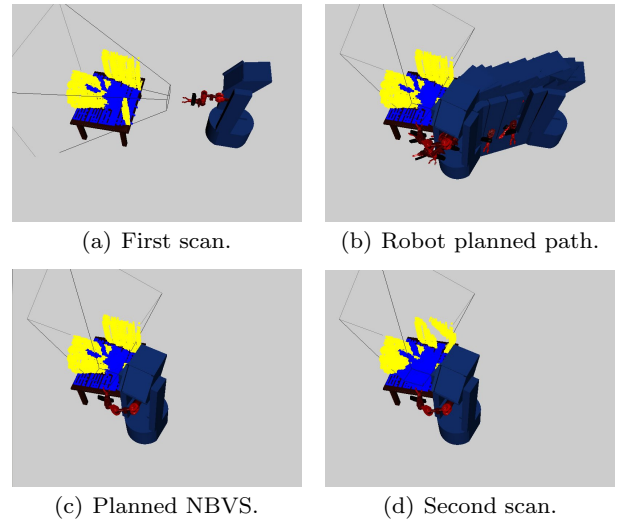 (a) First scan.
(b) Robot planned path.
(c) Planned NBVS.
(d) Second scan.